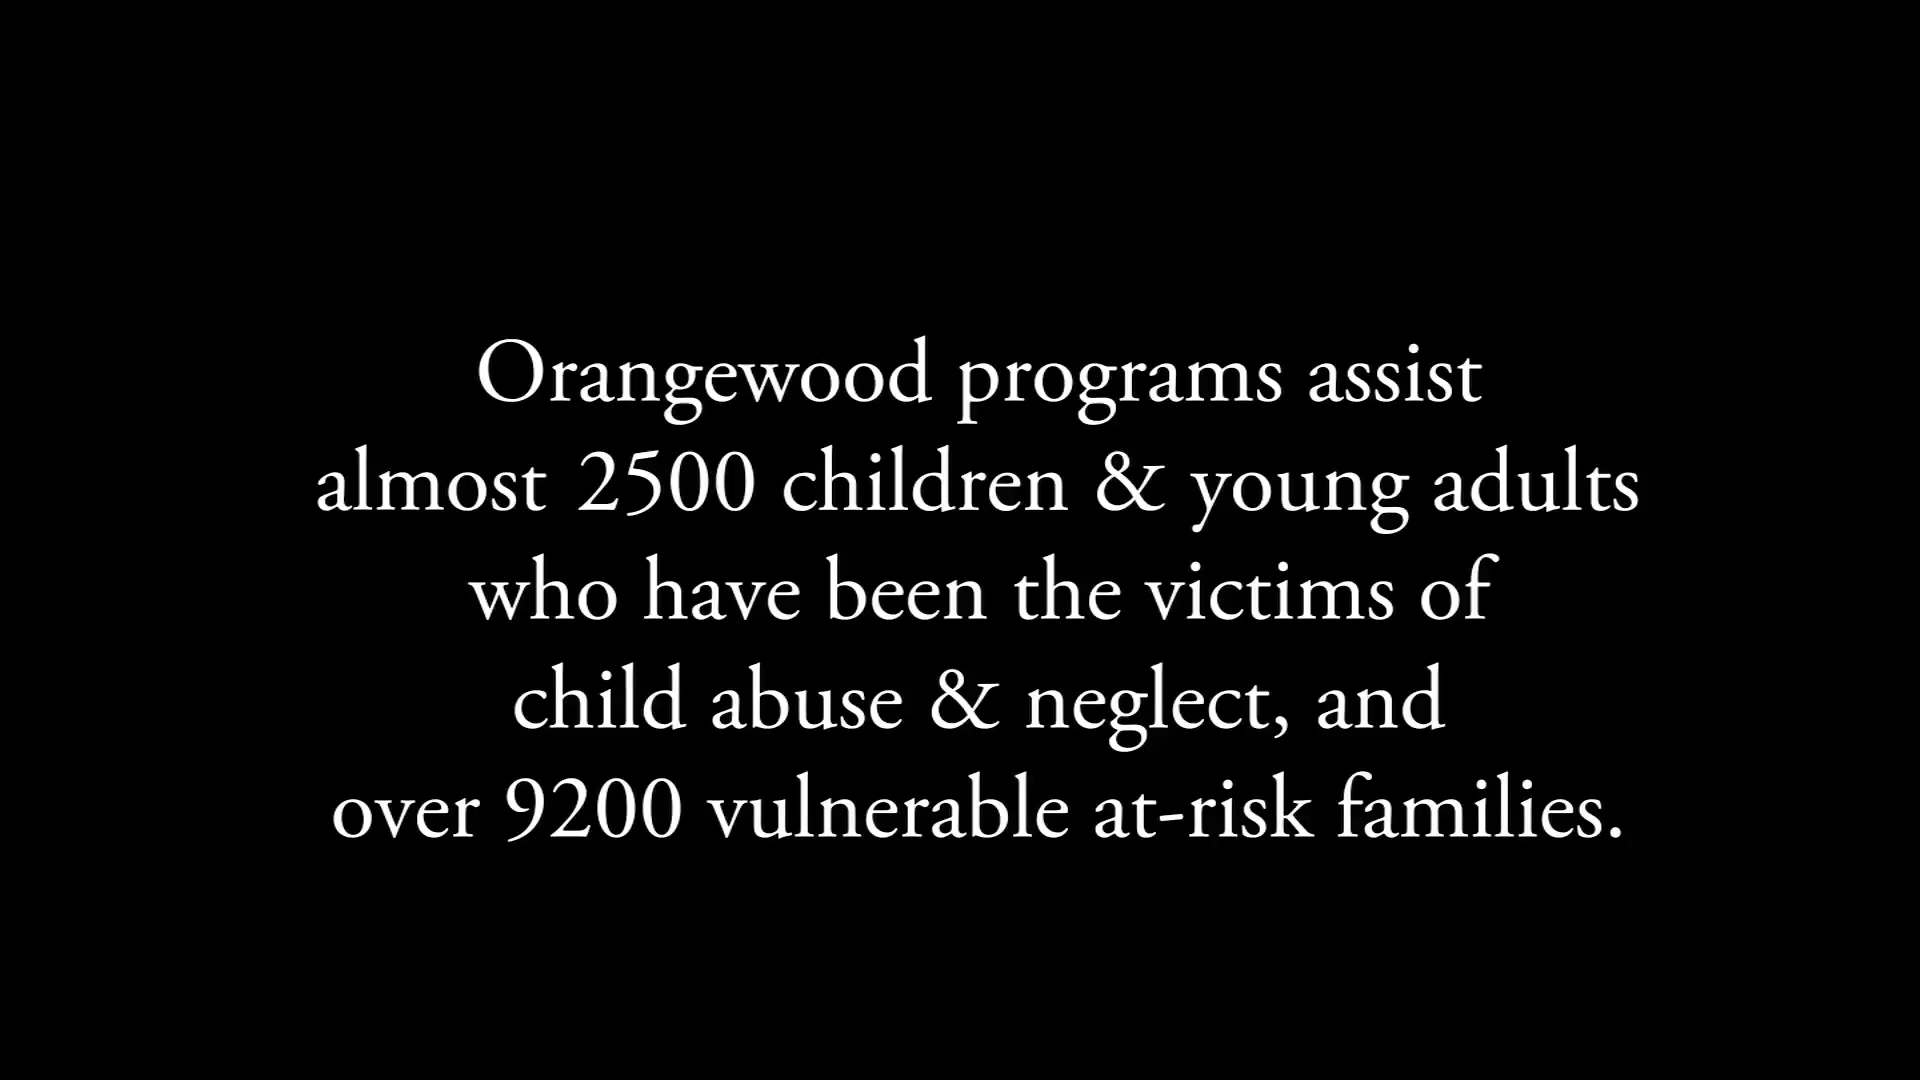 Orangewood programs assist
almost 2500 children & young adults
who have been the victims of
child abuse & neglect, and
over 9200 vulnerable at-risk families.